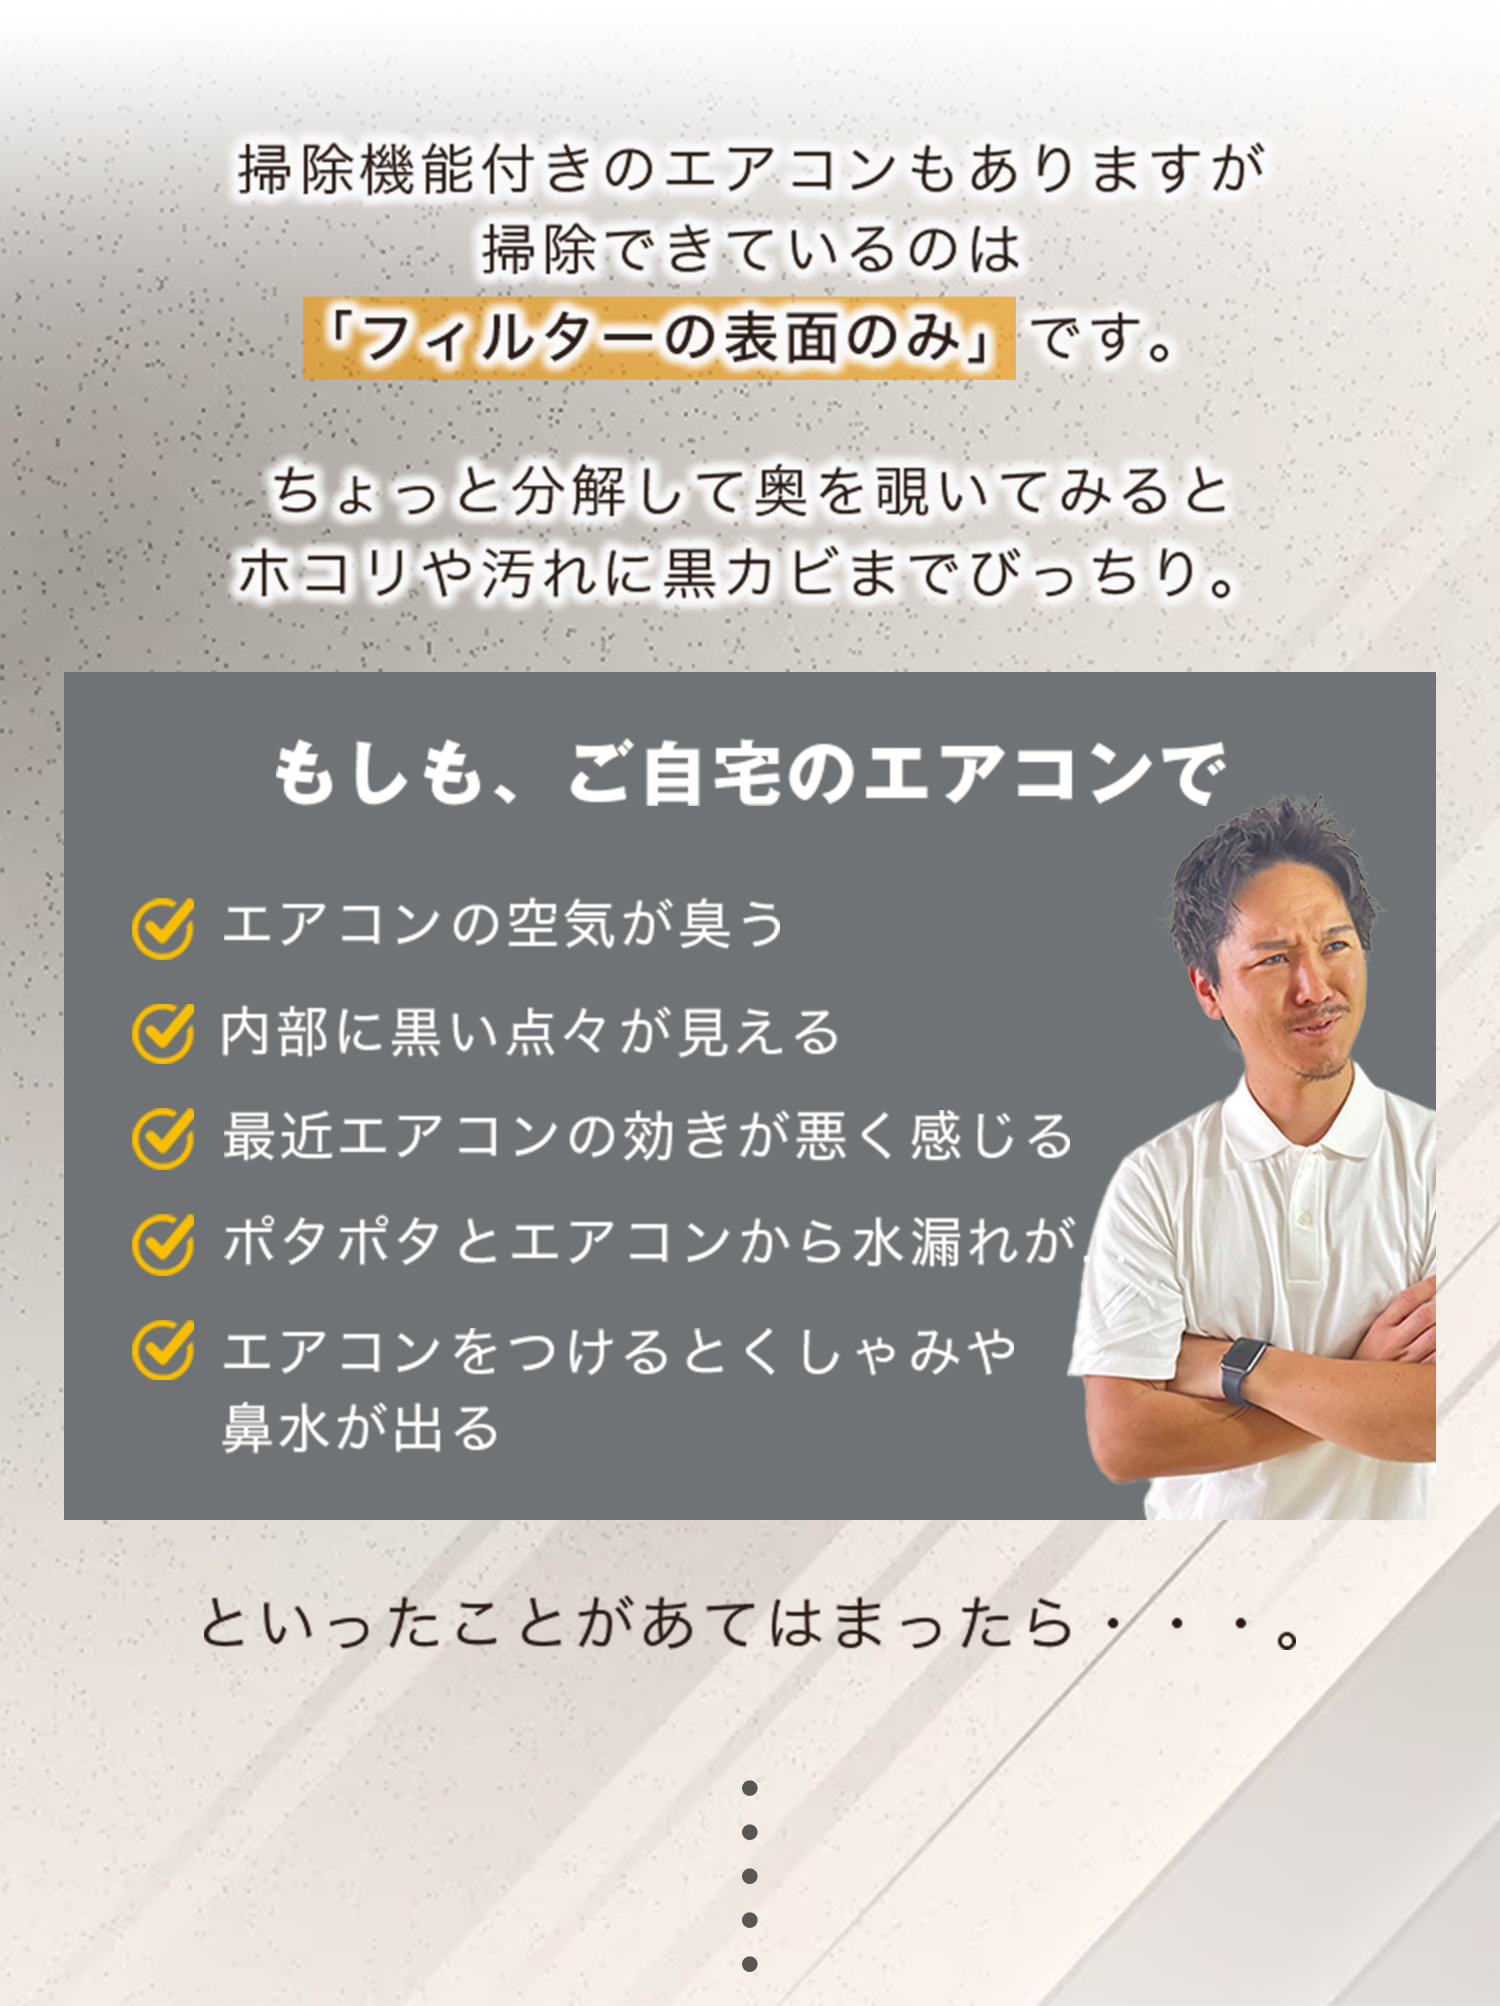 掃除機能付きのエアコンもありますが
掃除できているのは
「フィルターの表面のみ」です。
ちょっと分解して奥を覗いてみると
ホコリや汚れに黒カビまでびっちり。
もしも、ご自宅のエアコンで
エアコンの空気が臭う
内部に黒い点々が見える
最近エアコンの効きが悪く感じる
ポタポタとエアコンから水漏れが...
エアコンをつけるとくしゃみや
鼻水が出る
といったことがあてはまったら・・・。